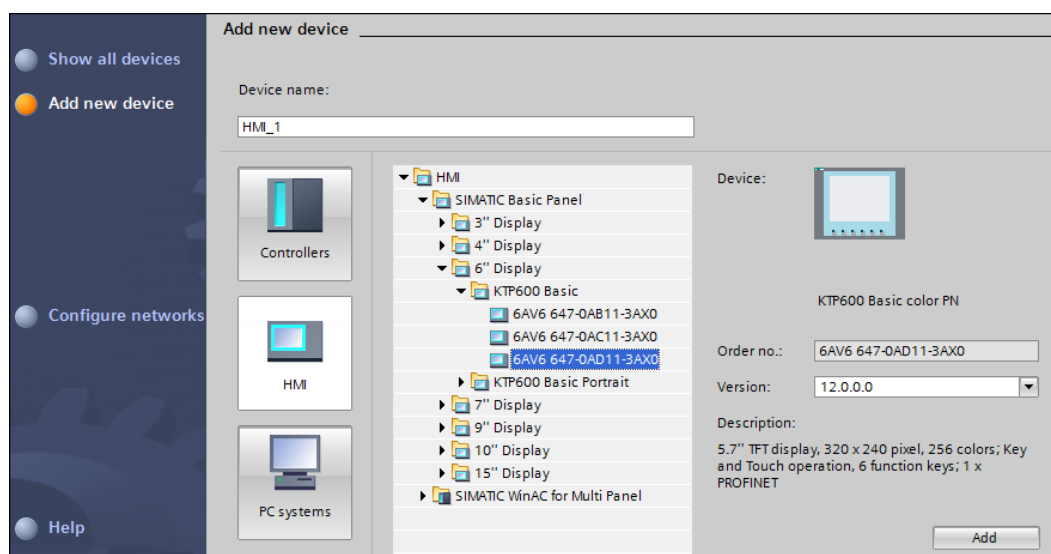 Add new device
Show all devices
Add new device
Configure networks
Help
Device name:
HMI_1
Controllers
HMI
PC systems
HMI
SIMATIC Basic Panel
3'' Display
4'' Display
6'' Display
KTP600 Basic
6AV6 647-0AB11-3AX0
6AV6 647-0AC11-3AX0
6AV6 647-0AD11-3AX0
KTP600 Basic Portrait
7'' Display
9'' Display
10'' Display
15'' Display
SIMATIC WinAC for Multi Panel
Device:
KTP600 Basic color PN
Order no.:
6AV6 647-0AD11-3AX0
Version:
12.0.0.0
Description:
5.7'' TFT display, 320 x 240 pixel, 256 colors; Key
and Touch operation, 6 function keys; 1 x
PROFINET
Add